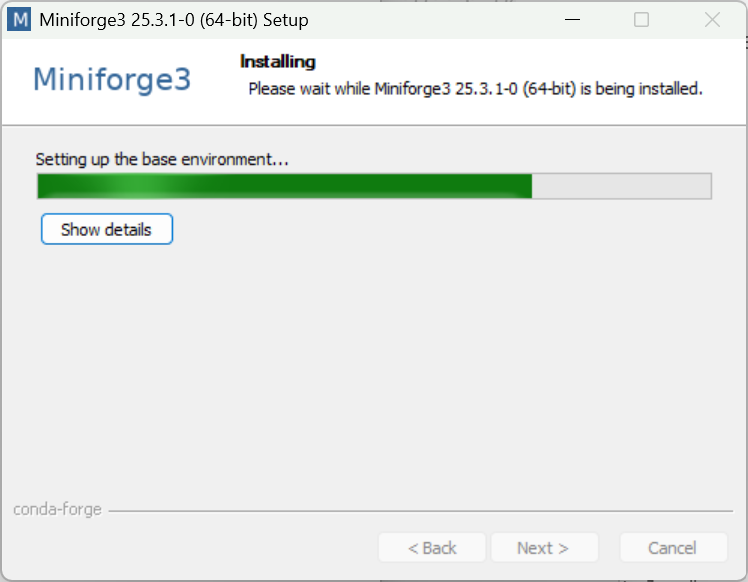 M Miniforge3 25.3.1-0 (64-bit) Setup
Miniforge3
Installing
Please wait while Miniforge3 25.3.1-0 (64-bit) is being installed.
Setting up the base environment...
Show details
conda-forge
< Back
Next >
Cancel